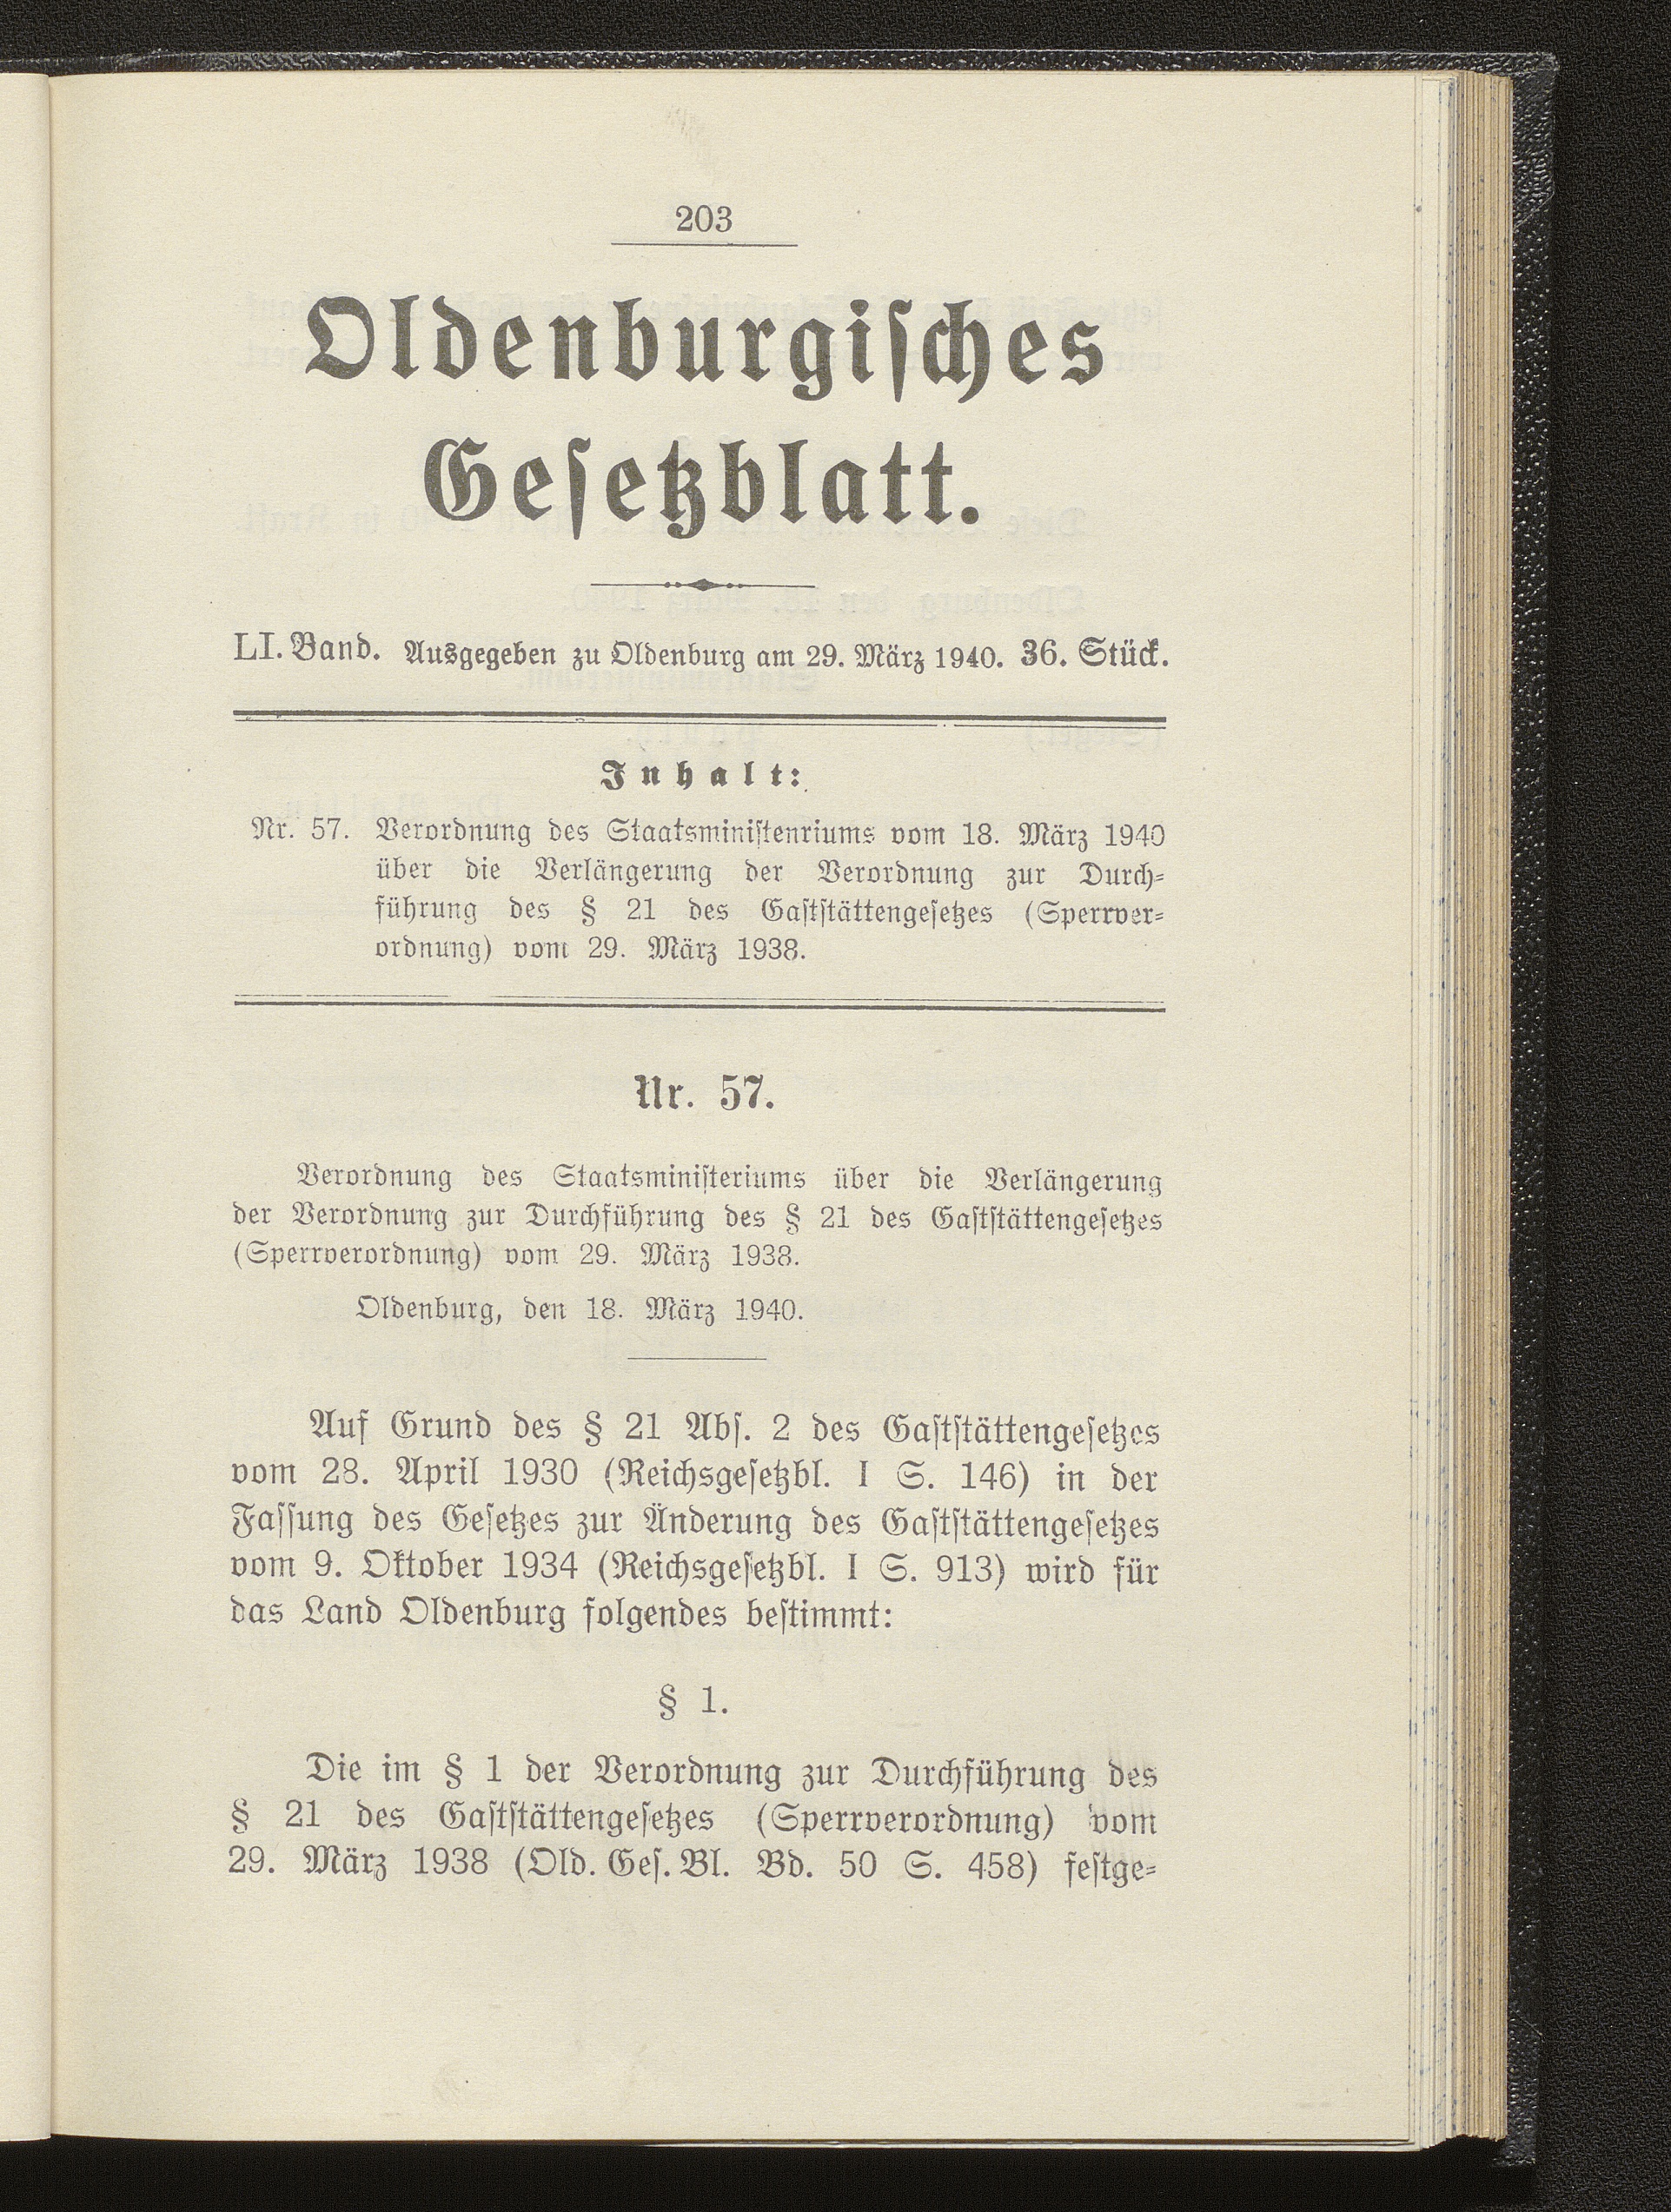 203
Oldenburgisches
Gesetzblatt.
LI. Band. Ausgegeben zu Oldenburg am 29. März 1940. 36. Stück.
Inhalt:
Nr. 57. Verordnung des Staatsministenriums vom 18. März 1940
über die Verlängerung der Verordnung zur Durch-
führung des § 21 des Gaststättengesetzes (Sperrver-
ordnung) vom 29. März 1938.
Nr. 57.
Verordnung des Staatsministeriums über die Verlängerung
der Verordnung zur Durchführung des § 21 des Gaststättengesetzes
(Sperrverordnung) vom 29. März 1938.
Oldenburg, den 18. März 1940.
Auf Grund des § 21 Abs. 2 des Gaststättengesetzes
vom 28. April 1930 (Reichsgesetzbl. I S. 146) in der
Fassung des Gesetzes zur Änderung des Gaststättengesetzes
vom 9. Oktober 1934 (Reichsgesetzbl. I S. 913) wird für
das Land Oldenburg folgendes bestimmt:
§ 1.
Die im § 1 der Verordnung zur Durchführung des
§ 21 des Gaststättengesetzes (Sperrverordnung) vom
29. März 1938 (Old. Ges. Bl. Bd. 50 S. 458) festge-